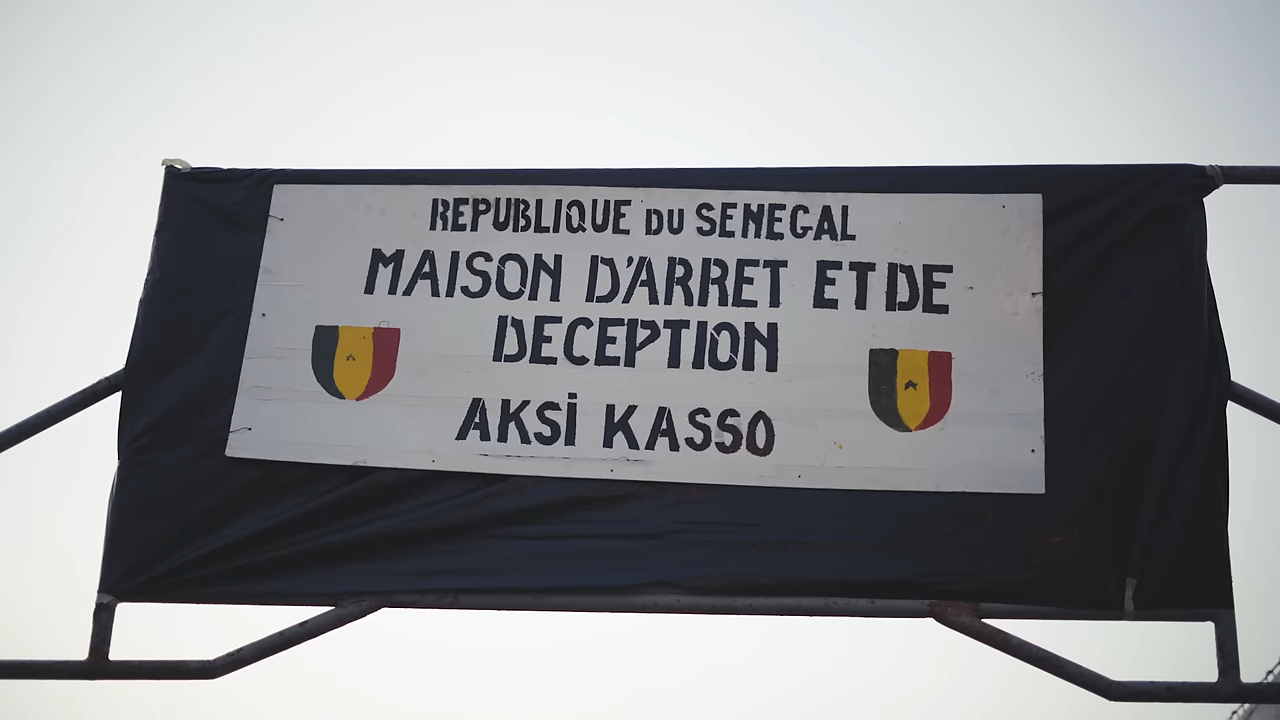 REPUBLIQUE DU SENEGAL
MAISON D'ARRET ET DE
DECEPTION
AKSi KASSO